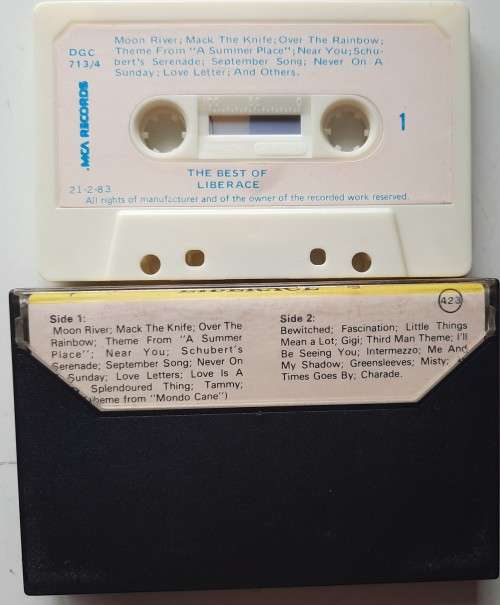 Moon River; Mack The Knife; Over The Rainbow;
DGC
713/4
Theme From "A Summer Place"; Near You; Schu-
bert's Serenade; September Song; Never On A
Sunday; Love Letter; And Others.
MCA RECORDS
1
THE BEST OF
LIBERACE
21-2-83
All rights of manufacturer and of the owner of the recorded work reserved.
423
Side 1:
Moon River; Mack The Knife; Over The
Rainbow; Theme From "A Summer
Place"; Near You; Schubert's
Serenade; September Song; Never On
Sunday; Love Letters; Love Is A
Splendoured Thing; Tammy;
Theme from "Mondo Cane")
Side 2:
Bewitched; Fascination; Little Things
Mean a Lot; Gigi; Third Man Theme; I'll
Be Seeing You; Intermezzo; Me And
My Shadow; Greensleeves; Misty;
Times Goes By; Charade.